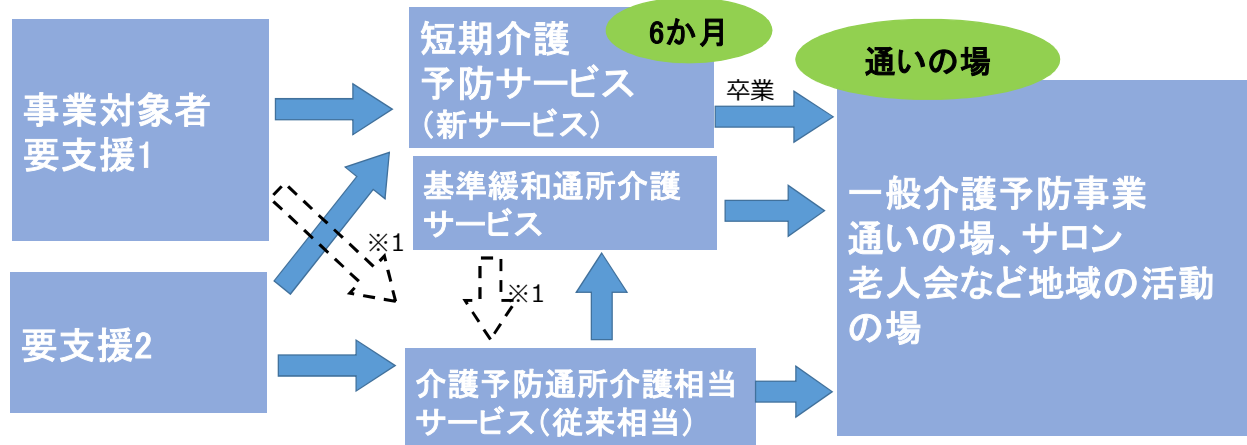 事業対象者
要支援1
要支援2
短期介護
予防サービス
（新サービス）
6か月
基準緩和通所介護
サービス
※1
※1
介護予防通所介護相当
サービス（従来相当）
卒業
通いの場
一般介護予防事業
通いの場、サロン
老人会など地域の活動
の場